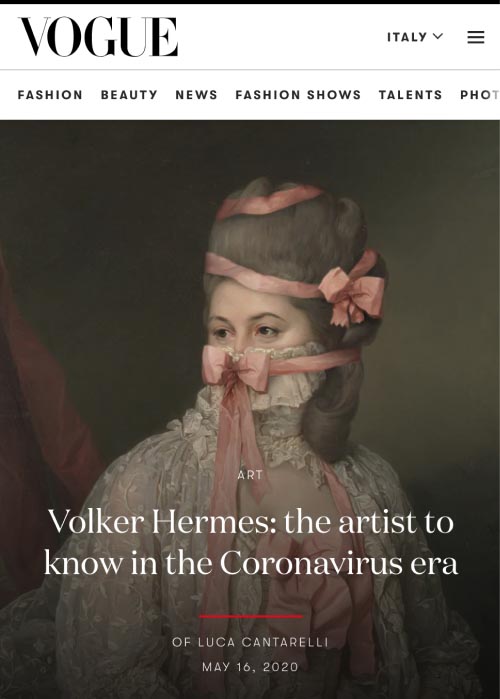 VOGUE
ITALY
FASHION BEAUTY NEWS FASHION SHOWS TALENTS PHOT
ART
Volker Hermes: the artist to
know in the Coronavirus era
OF LUCA CANTARELLI
MAY 16, 2020